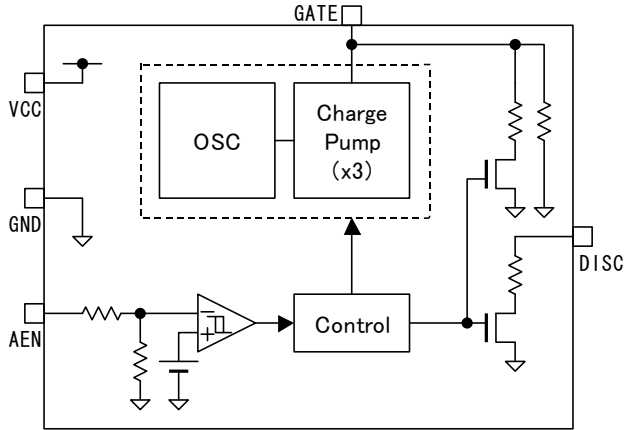 GATE
VCC
OSC
Charge
Pump
(x3)
GND
DISC
AEN
−
+
Control